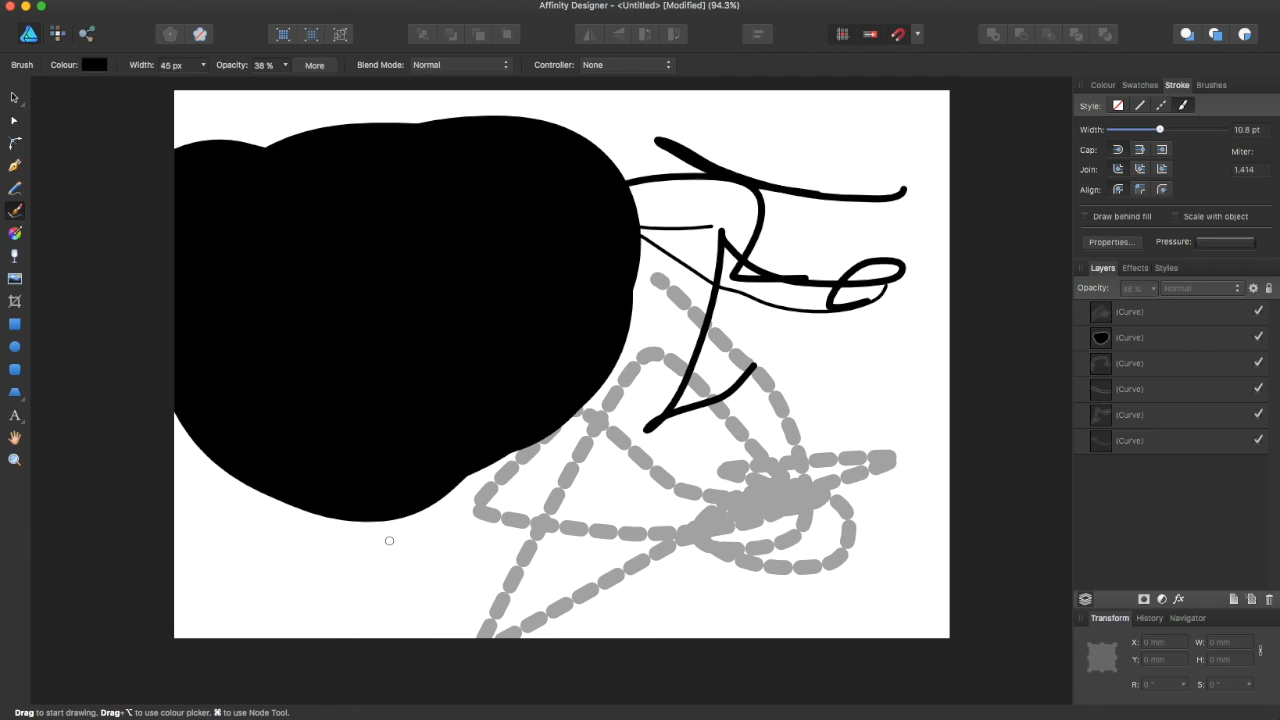 Affinity Designer - <Untitled> [Modified] (94.3%)
Brush Colour: Width: 45 px Opacity: 38 % More Blend Mode: Normal Controller: None
Colour Swatches Stroke Brushes
Style:
Width: 10.8 pt
Cap: Miter:
Join: 1.414
Align:
Draw behind fill Scale with object
Properties... Pressure:
Layers Effects Styles
Opacity: 38 % Normal
(Curve)
(Curve)
(Curve)
(Curve)
(Curve)
(Curve)
Transform History Navigator
X: 0 mm W: 0 mm
Y: 0 mm H: 0 mm
R: 0 ° S: 0 °
Drag to start drawing. Drag+⌥ to use colour picker. ⌘ to use Node Tool.